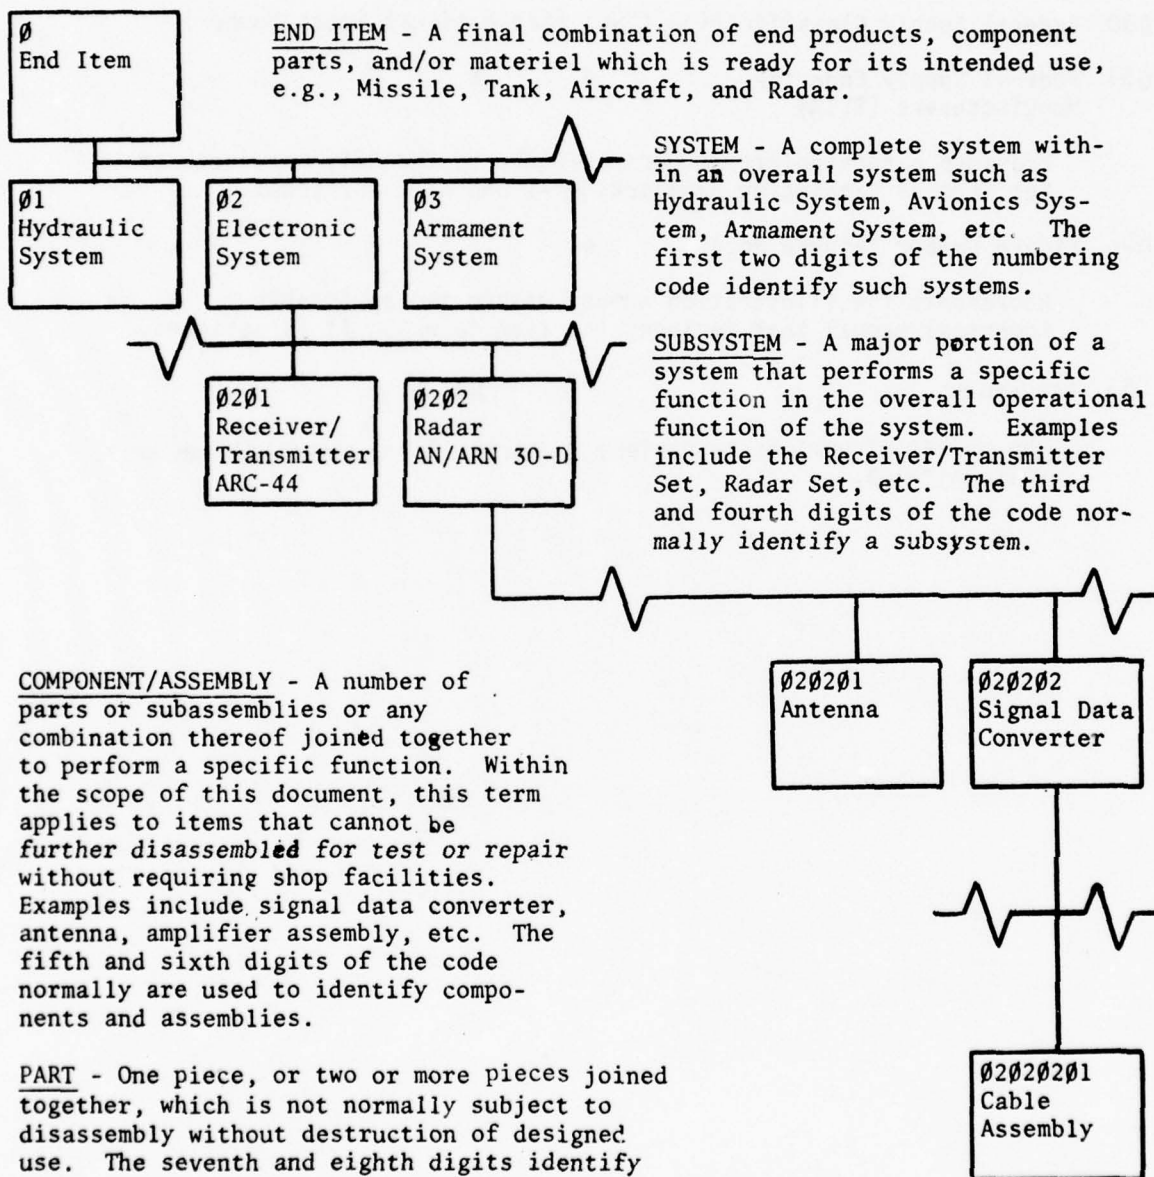 Ø
End Item
END ITEM - A final combination of end products, component
parts, and/or materiel which is ready for its intended use,
e.g., Missile, Tank, Aircraft, and Radar.
Ø1
Hydraulic
System
Ø2
Electronic
System
Ø3
Armament
System
SYSTEM - A complete system with-
in an overall system such as
Hydraulic System, Avionics Sys-
tem, Armament System, etc. The
first two digits of the numbering
code identify such systems.
Ø2Ø1
Receiver/
Transmitter
ARC-44
Ø2Ø2
Radar
AN/ARN 30-D
SUBSYSTEM - A major portion of a
system that performs a specific
function in the overall operational
function of the system. Examples
include the Receiver/Transmitter
Set, Radar Set, etc. The third
and fourth digits of the code nor-
mally identify a subsystem.
Ø2Ø2Ø1
Antenna
Ø2Ø2Ø2
Signal Data
Converter
COMPONENT/ASSEMBLY - A number of
parts or subassemblies or any
combination thereof joined together
to perform a specific function. Within
the scope of this document, this term
applies to items that cannot be
further disassembled for test or repair
without requiring shop facilities.
Examples include signal data converter,
antenna, amplifier assembly, etc. The
fifth and sixth digits of the code
normally are used to identify compo-
nents and assemblies.
PART - One piece, or two or more pieces joined
together, which is not normally subject to
disassembly without destruction of designed
use. The seventh and eighth digits identify
Ø2Ø2Ø2Ø1
Cable
Assembly